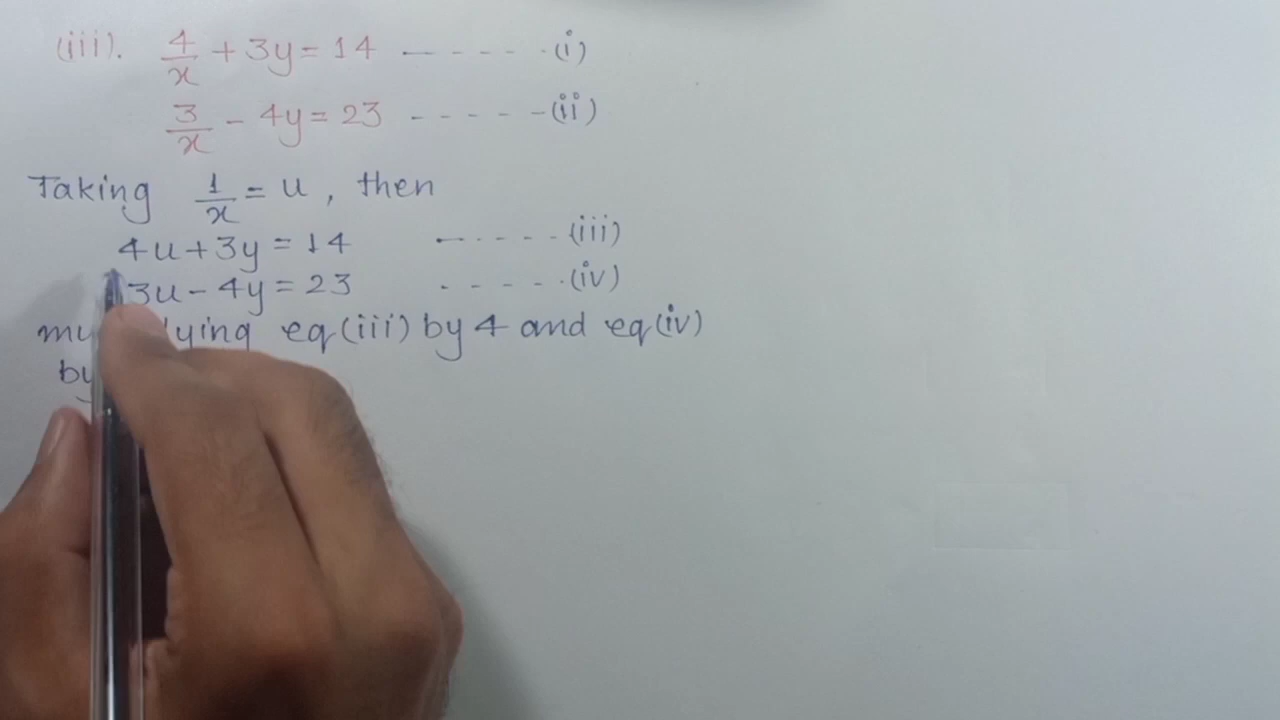 (iii). 4/x + 3y = 14 — - - - - (i)
3/x - 4y = 23 - - - - - (ii)
Taking 1/x = u, then
4u + 3y = 14 - - - - - (iii)
3u - 4y = 23 - - - - - (iv)
eq (iii) by 4 and eq (iv)
by